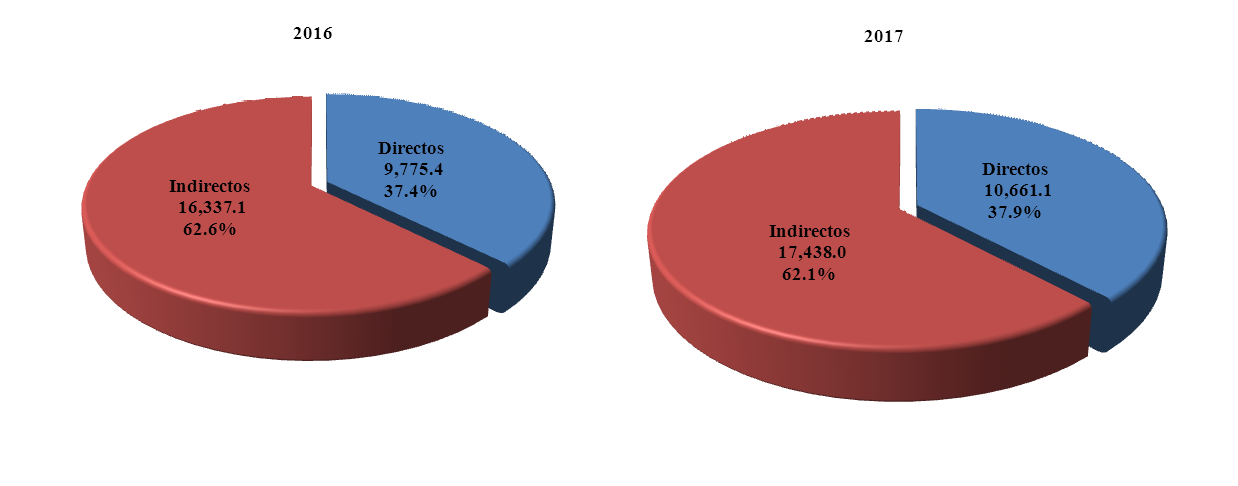 2016
Directos
9,775.4
37.4%
Indirectos
16,337.1
62.6%
2017
Directos
10,661.1
37.9%
Indirectos
17,438.0
62.1%